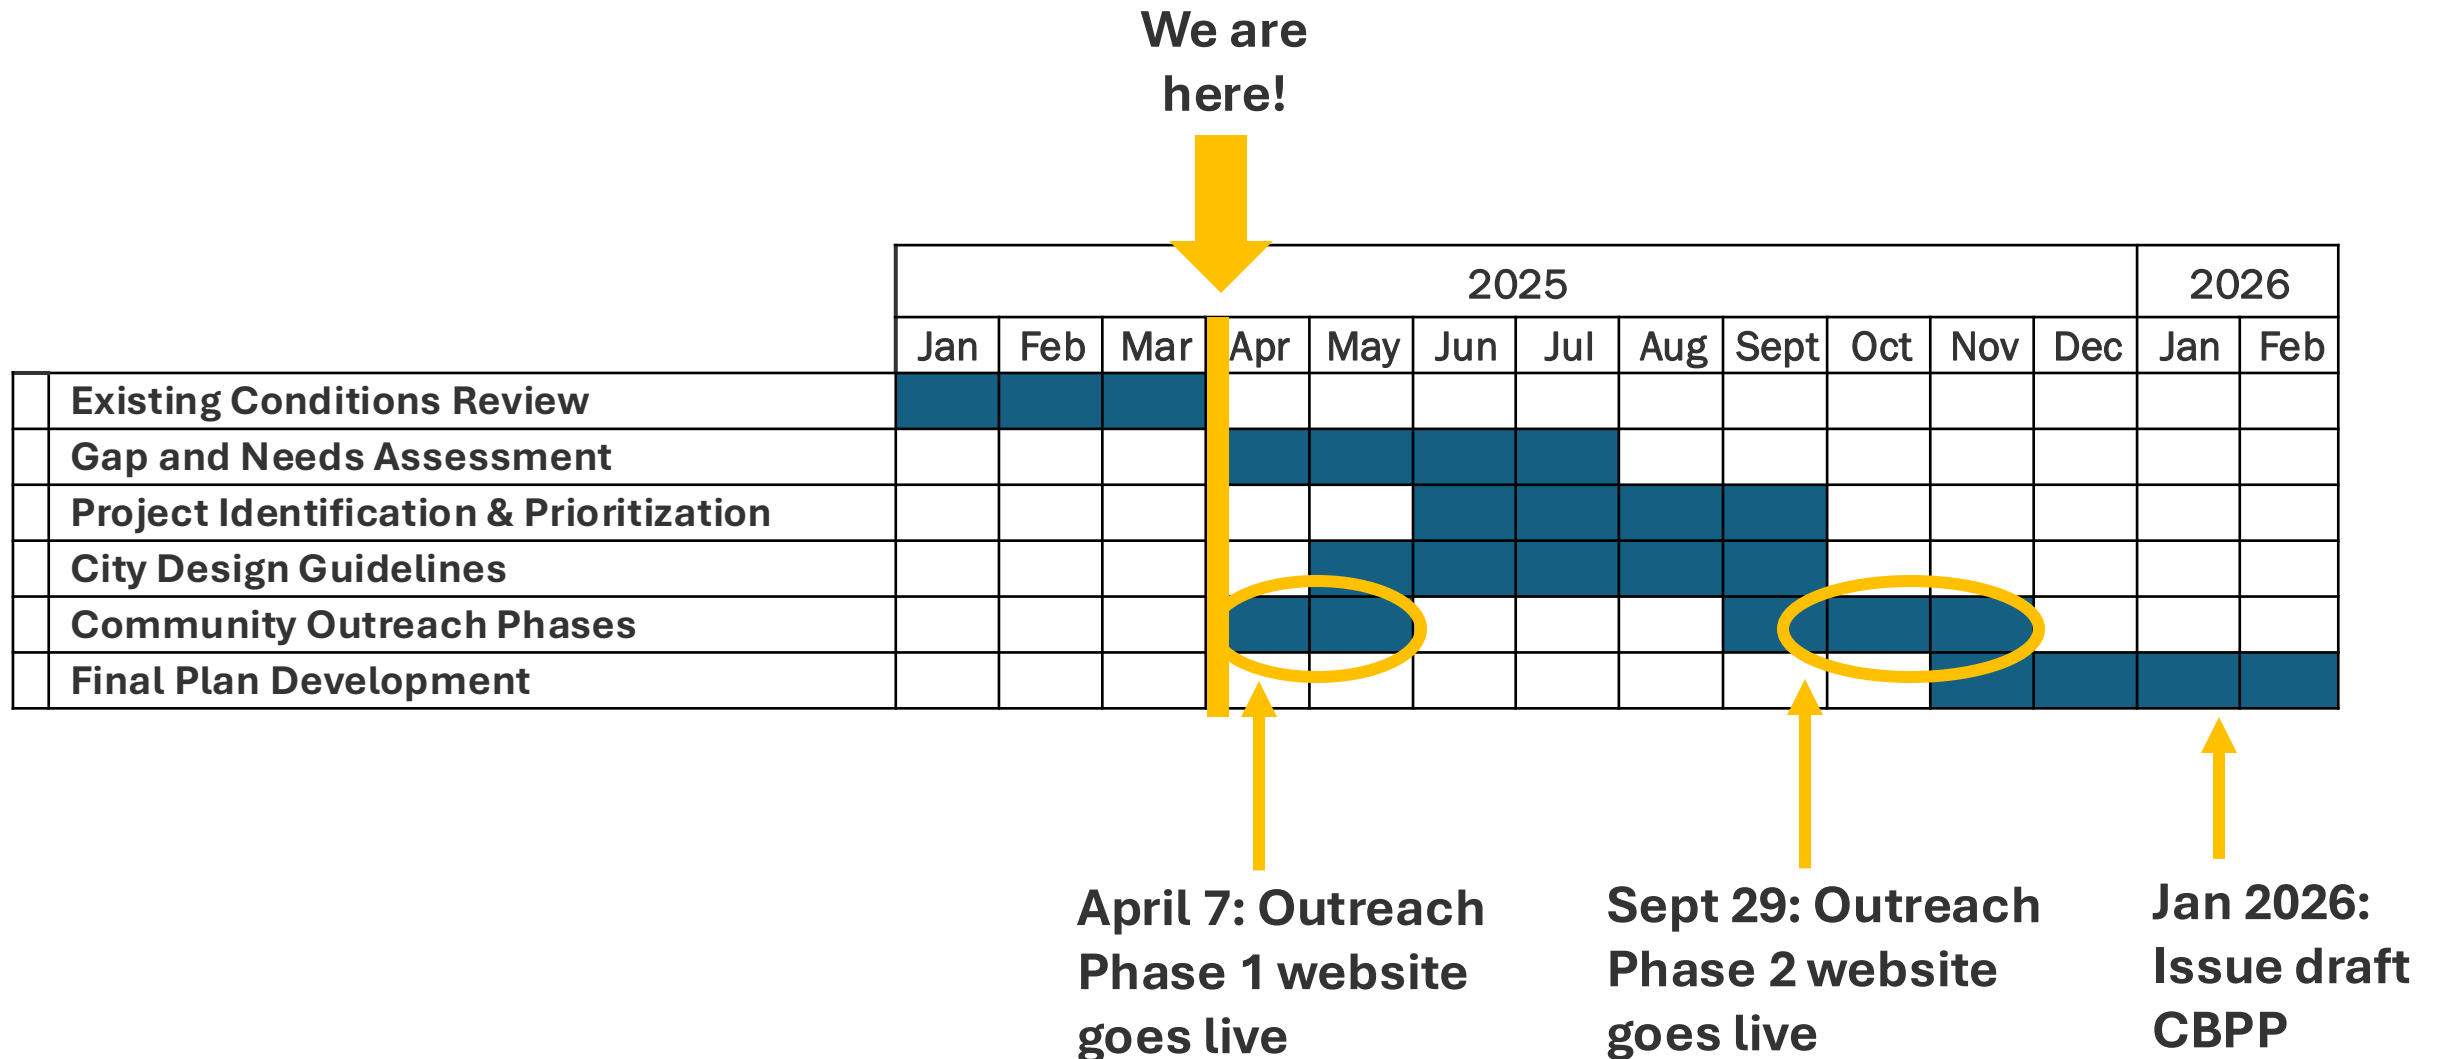 We are
here!
2025 2026
Jan Feb Mar Apr May Jun Jul Aug Sept Oct Nov Dec Jan Feb
Existing Conditions Review
Gap and Needs Assessment
Project Identification & Prioritization
City Design Guidelines
Community Outreach Phases
Final Plan Development
April 7: Outreach
Phase 1 website
goes live
Sept 29: Outreach
Phase 2 website
goes live
Jan 2026:
Issue draft
CBPP